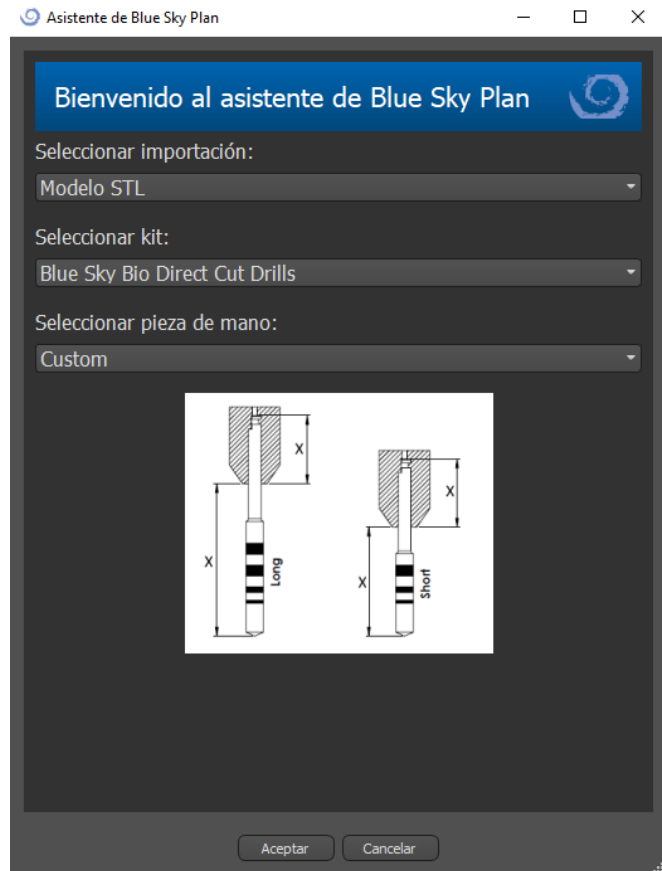 Asistente de Blue Sky Plan
Bienvenido al asistente de Blue Sky Plan
Seleccionar importación:
Modelo STL
Seleccionar kit:
Blue Sky Bio Direct Cut Drills
Seleccionar pieza de mano:
Custom
X
X
Long
X
X
Short
Aceptar
Cancelar